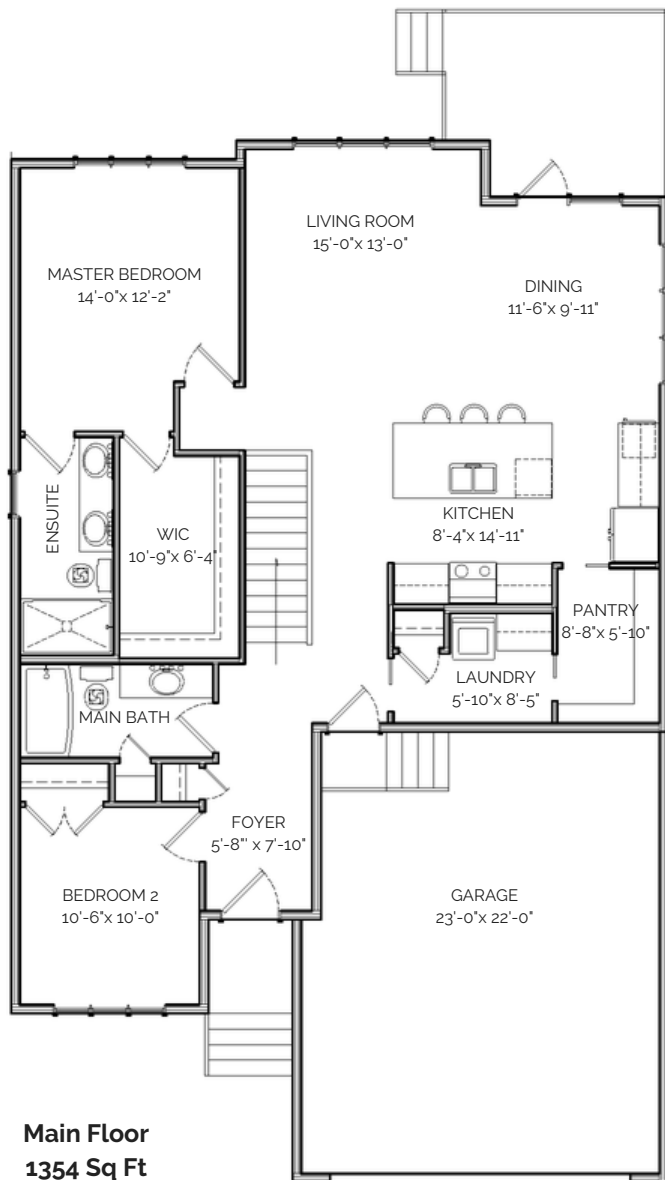 LIVING ROOM
15'-0"x 13'-0"
MASTER BEDROOM
14'-0"x 12'-2"
DINING
11'-6"x 9'-11"
ENSUITE
WIC
10'-9"x 6'-4"
KITCHEN
8'-4"x 14'-11"
PANTRY
8'-8"x 5'-10"
LAUNDRY
5'-10"x 8'-5"
MAIN BATH
FOYER
5'-8"' x 7'-10"
BEDROOM 2
10'-6"x 10'-0"
GARAGE
23'-0"x 22'-0"
Main Floor
1354 Sq Ft